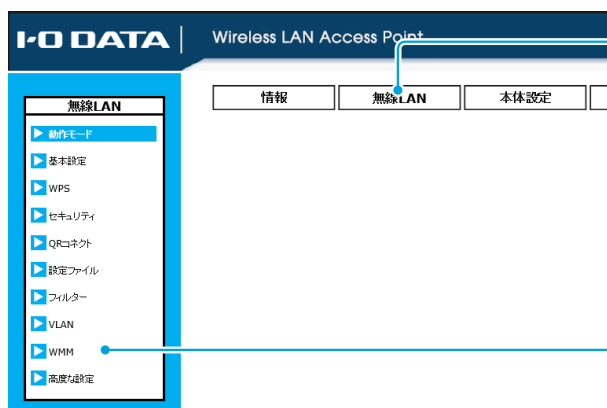 I-O DATA
Wireless LAN Access Point
情報
無線LAN
本体設定
無線LAN
動作モード
基本設定
WPS
セキュリティ
QRコネクト
設定ファイル
フィルター
VLAN
WMM
高度な設定